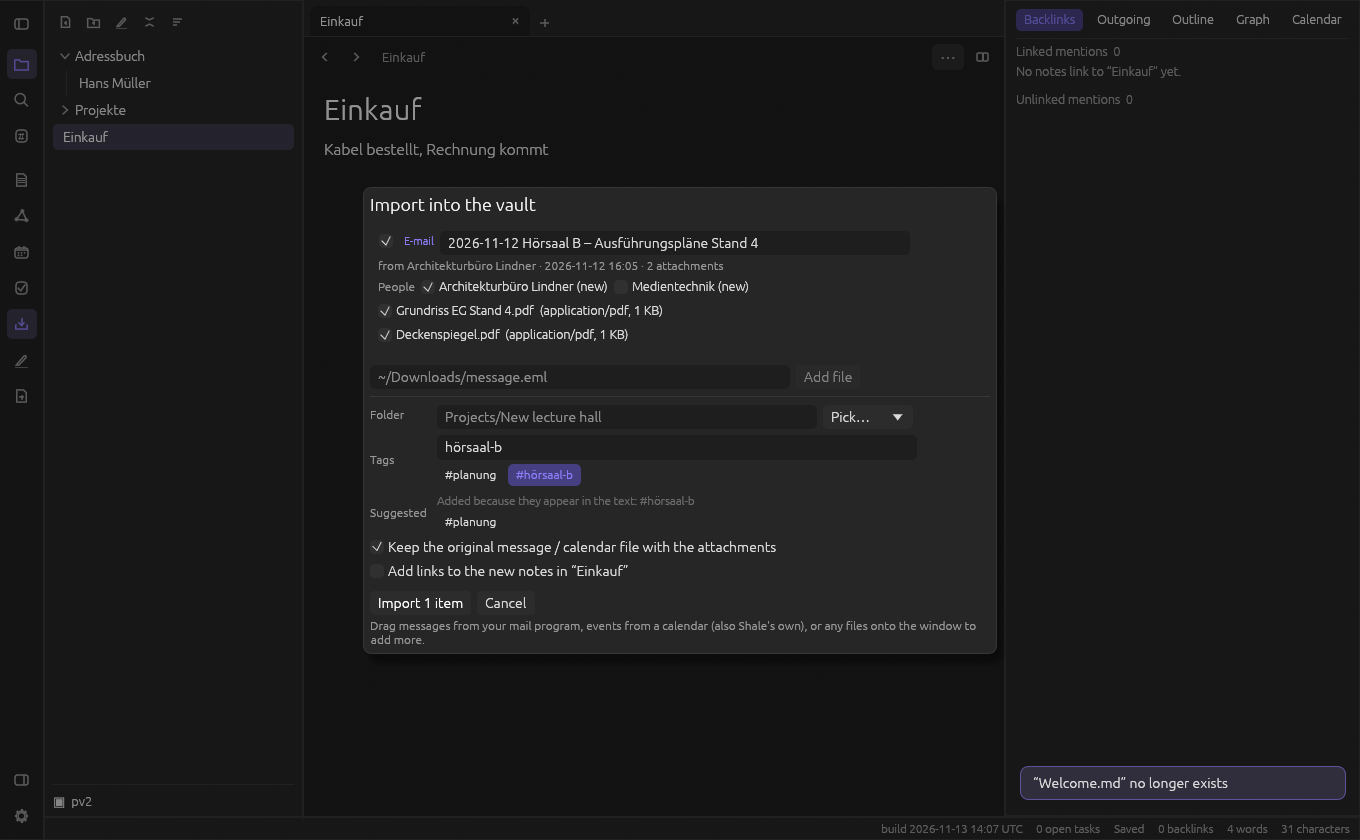 Einkauf
Adressbuch
Hans Müller
Projekte
Einkauf
pv2
Einkauf
Einkauf
Kabel bestellt, Rechnung kommt
Import into the vault
E-mail 2026-11-12 Hörsaal B – Ausführungspläne Stand 4
from Architekturbüro Lindner · 2026-11-12 16:05 · 2 attachments
People Architekturbüro Lindner (new) Medientechnik (new)
Grundriss EG Stand 4.pdf (application/pdf, 1 KB)
Deckenspiegel.pdf (application/pdf, 1 KB)
~/Downloads/message.eml Add file
Folder Projects/New lecture hall Pick…
hörsaal-b
Tags
#planung #hörsaal-b
Added because they appear in the text: #hörsaal-b
Suggested
#planung
Keep the original message / calendar file with the attachments
Add links to the new notes in “Einkauf”
Import 1 item Cancel
Drag messages from your mail program, events from a calendar (also Shale's own), or any files onto the window to
add more.
Backlinks Outgoing Outline Graph Calendar
Linked mentions 0
No notes link to “Einkauf” yet.
Unlinked mentions 0
“Welcome.md” no longer exists
build 2026-11-13 14:07 UTC 0 open tasks Saved 0 backlinks 4 words 31 characters